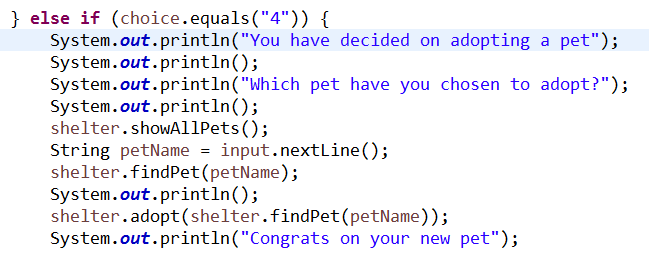 } else if (choice.equals("4")) {
System.out.println("You have decided on adopting a pet");
System.out.println();
System.out.println("Which pet have you chosen to adopt?");
System.out.println();
shelter.showAllPets();
String petName = input.nextLine();
shelter.findPet(petName);
System.out.println();
shelter.adopt(shelter.findPet(petName));
System.out.println("Congrats on your new pet");